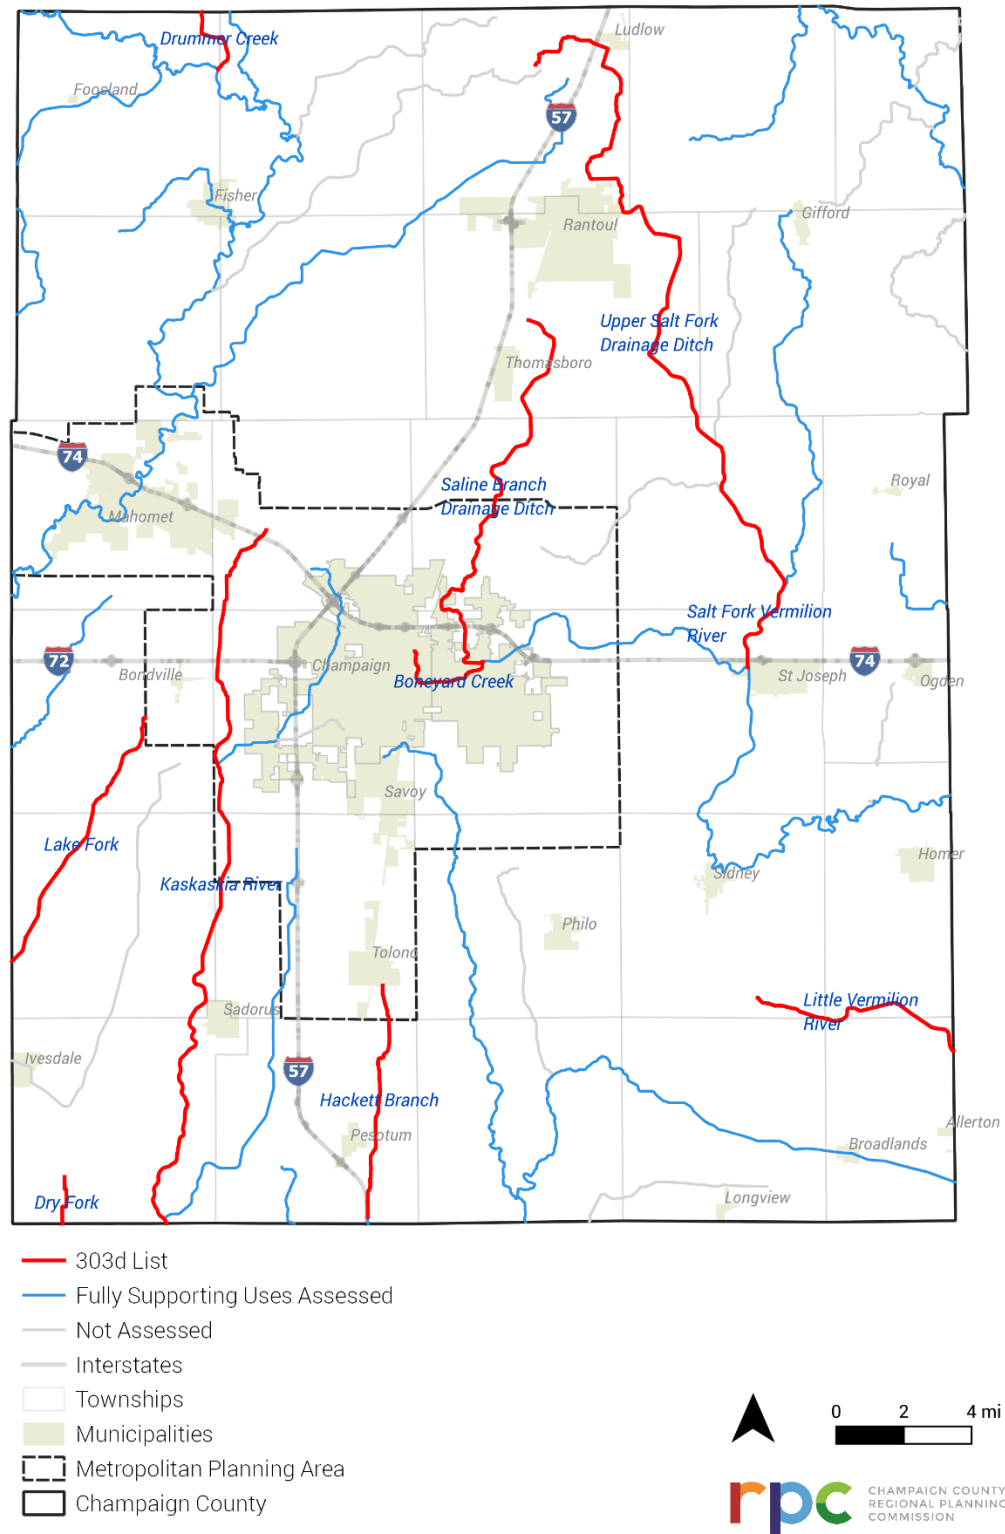 Ludlow
Drummer Creek
Foosland
57
Fisher
Gifford
Rantoul
Upper Salt Fork
Drainage Ditch
Thomasboro
74
Saline Branch
Drainage Ditch
Royal
Mahomet
Salt Fork Vermilion
River
72
Bondville
Champaign
74
St Joseph
Ogden
Boneyard Creek
Savoy
Lake Fork
Homer
Sidney
Kaskaskia River
Philo
Tolono
Sadorus
Little Vermilion
River
Ivesdale
57
Hackett Branch
Allerton
Pesotum
Broadlands
Dry Fork
Longview
303d List
Fully Supporting Uses Assessed
Not Assessed
Interstates
Townships
Municipalities
Metropolitan Planning Area
Champaign County
0 2 4 mi
rpc
CHAMPAIGN COUNTY
REGIONAL PLANNING
COMMISSION